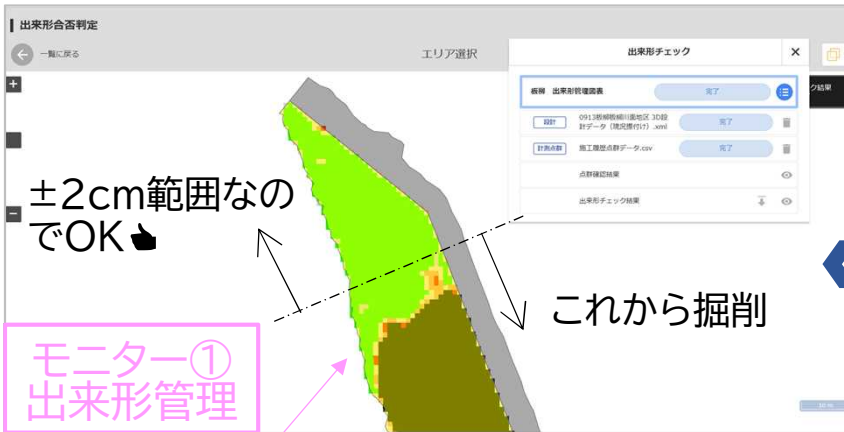 出来形合否判定
一覧に戻る
エリア選択
出来形チェック
板柳 出来形管理図表
完了
ク結果
設計
0913板柳板柳川面地区 3D設
計データ（現況摺付け）.xml
完了
計測点群
施工履歴点群データ.csv
完了
点群確認結果
出来形チェック結果
±2cm範囲なの
でOK
これから掘削
モニター①
出来形管理